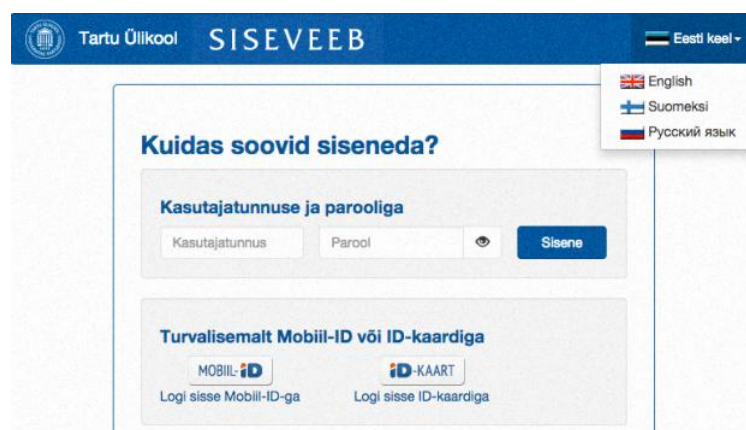 Tartu Ülikool SISEVEEB Eesti keel
English
Suomeksi
Русский язык
Kuidas soovid siseneda?
Kasutajatunnuse ja parooliga
Kasutajatunnus Parool Sisene
Turvalisemalt Mobiil-ID või ID-kaardiga
MOBIIL-iD iD-KAART
Logi sisse Mobiil-ID-ga Logi sisse ID-kaardiga